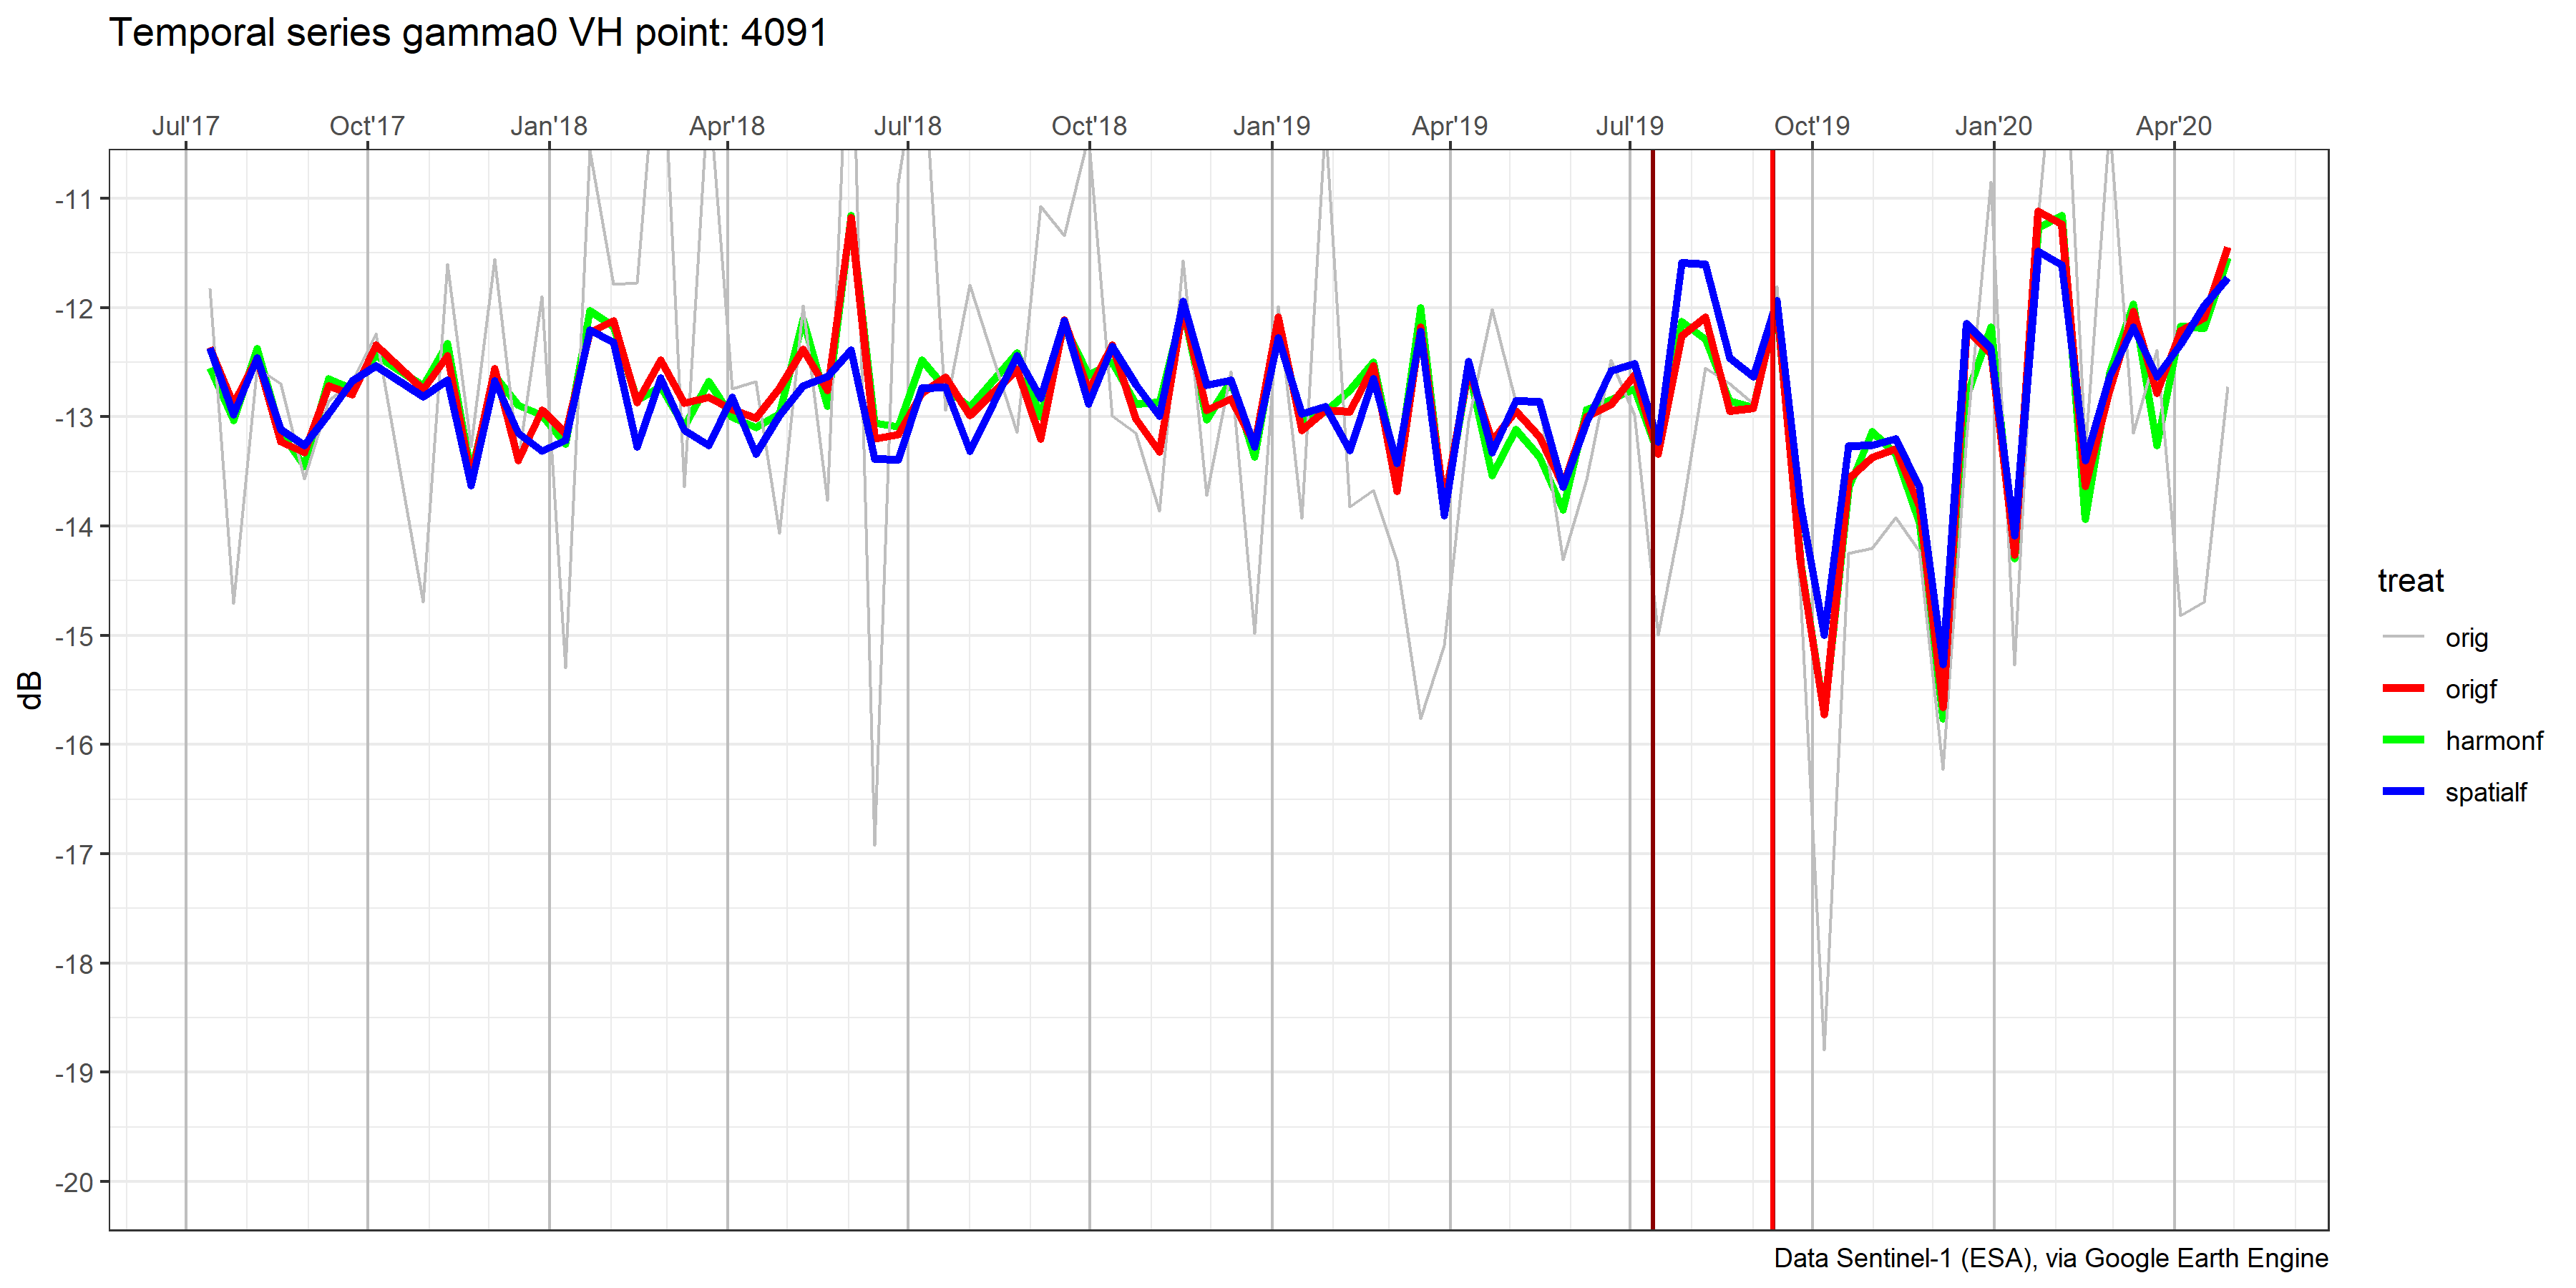 Temporal series gamma0 VH point: 4091
Jul'17 Oct'17 Jan'18 Apr'18 Jul'18 Oct'18 Jan'19 Apr'19 Jul'19 Oct'19 Jan'20 Apr'20
-11
-12
-13
-14
-15
-16
-17
-18
-19
-20
dB
treat
orig
origf
harmonf
spatialf
Data Sentinel-1 (ESA), via Google Earth Engine